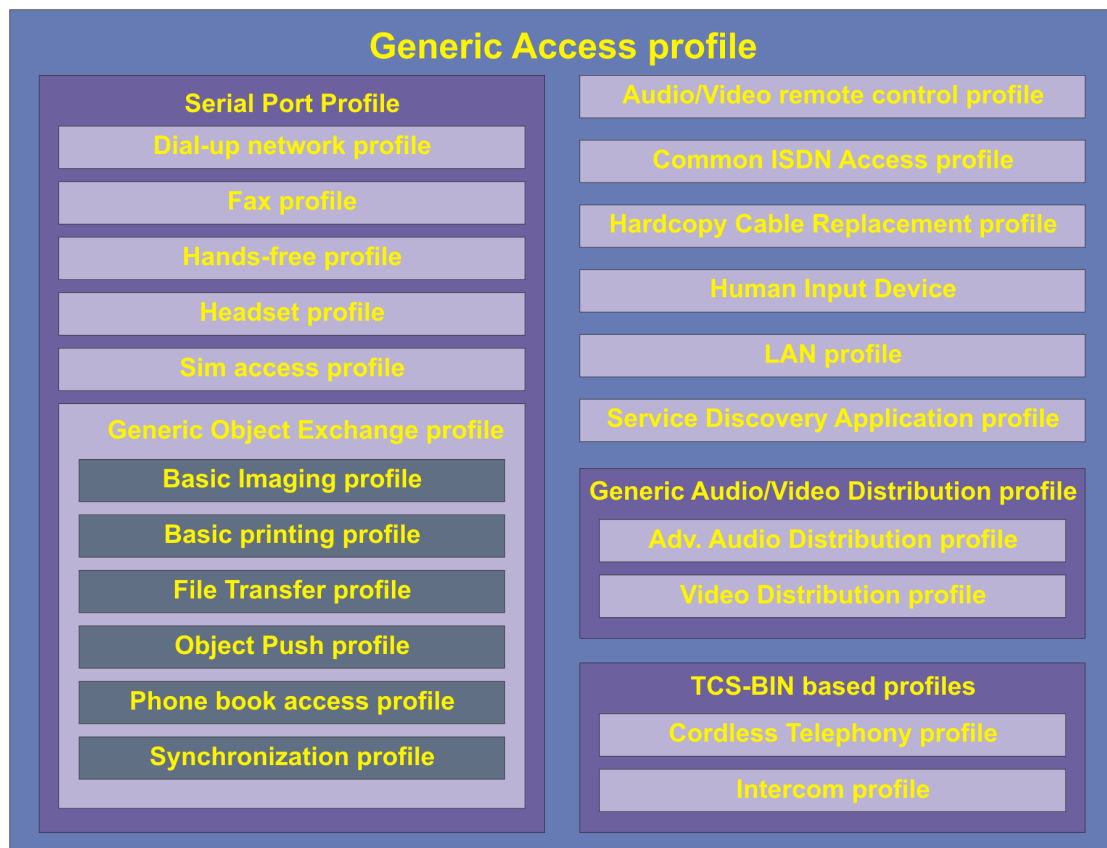 Generic Access profile
Serial Port Profile
Dial-up network profile
Fax profile
Hands-free profile
Headset profile
Sim access profile
Generic Object Exchange profile
Basic Imaging profile
Basic printing profile
File Transfer profile
Object Push profile
Phone book access profile
Synchronization profile
Audio/Video remote control profile
Common ISDN Access profile
Hardcopy Cable Replacement profile
Human Input Device
LAN profile
Service Discovery Application profile
Generic Audio/Video Distribution profile
Adv. Audio Distribution profile
Video Distribution profile
TCS-BIN based profiles
Cordless Telephony profile
Intercom profile